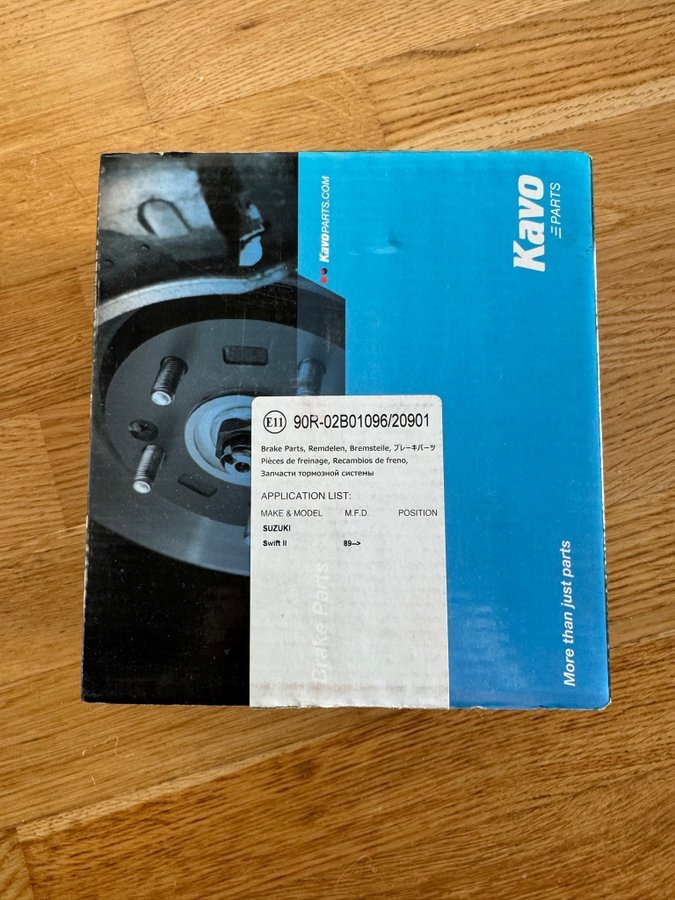 KAVOPARTS.COM
Kavo
PARTS
E11 90R-02B01096/20901
Brake Parts, Remdelen, Bremsteile, ブレーキパーツ
Pièces de freinage, Recambios de freno,
Запчасти тормозной системы
APPLICATION LIST:
MAKE & MODEL M.F.D. POSITION
SUZUKI
Swift II 89-->
Brake Parts
More than just parts